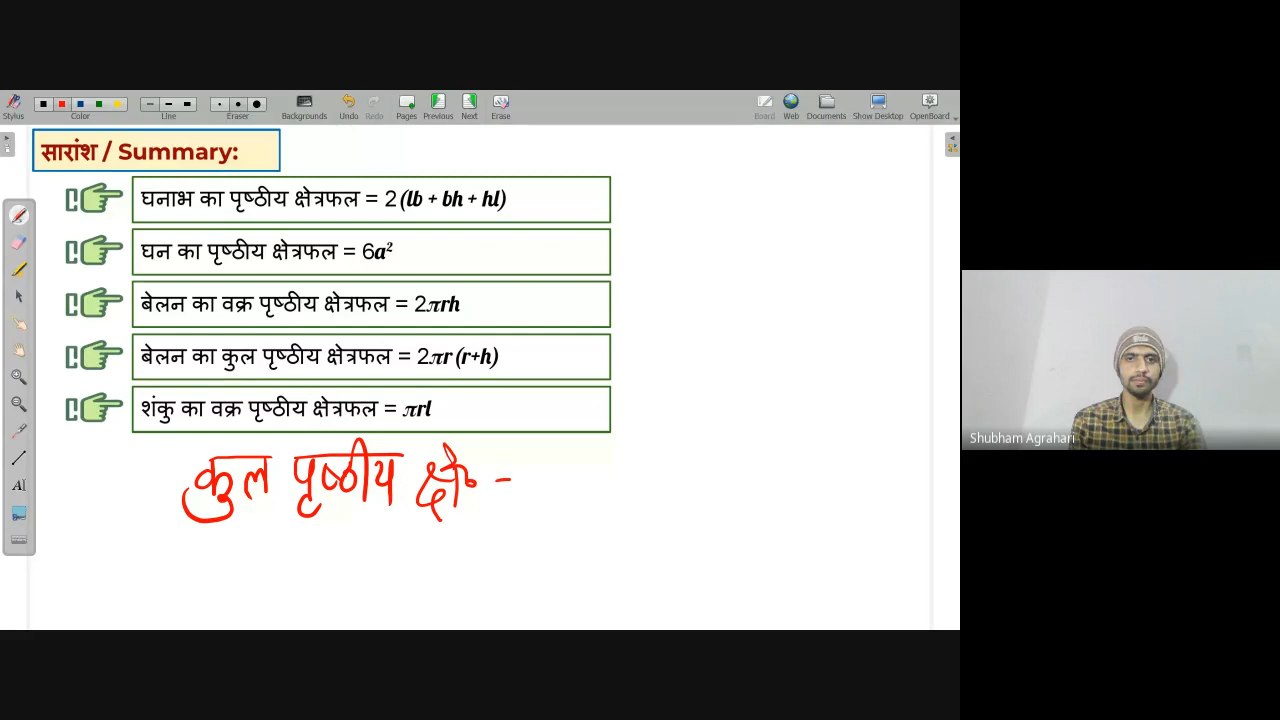 Stylus
Color
Line
Eraser
Backgrounds
Undo
Redo
Pages
Previous
Next
Erase
Board
Web
Documents
Show Desktop
OpenBoard
सारांश / Summary:
घनाभ का पृष्ठीय क्षेत्रफल = 2(lb + bh + hl)
घन का पृष्ठीय क्षेत्रफल = 6a²
बेलन का वक्र पृष्ठीय क्षेत्रफल = 2πrh
बेलन का कुल पृष्ठीय क्षेत्रफल = 2πr(r+h)
शंकु का वक्र पृष्ठीय क्षेत्रफल = πrl
कुल पृष्ठीय क्षे० -
Shubham Agrahari